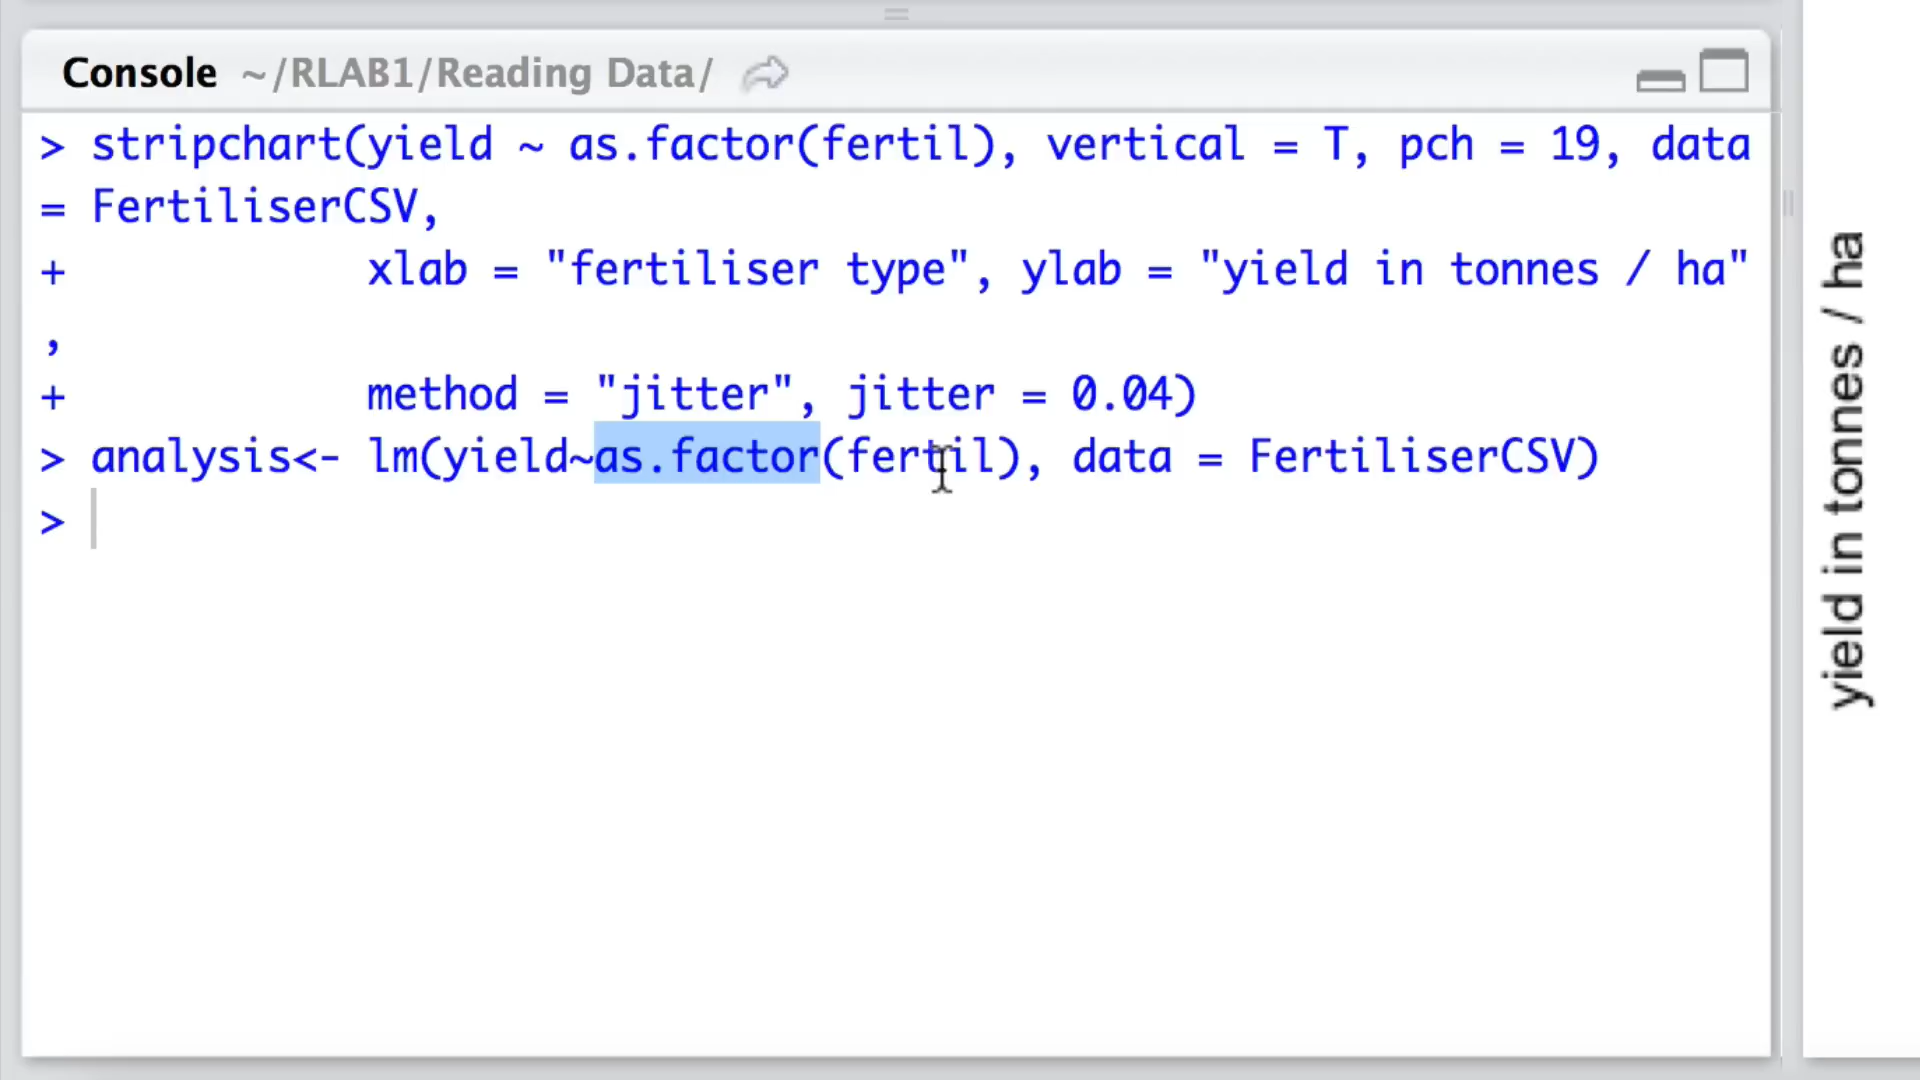 Console ~/RLAB1/Reading Data/
> stripchart(yield ~ as.factor(fertil), vertical = T, pch = 19, data
= FertiliserCSV,
+            xlab = "fertiliser type", ylab = "yield in tonnes / ha"
,
+            method = "jitter", jitter = 0.04)
> analysis<- lm(yield~as.factor(fertil), data = FertiliserCSV)
>
yield in tonnes / ha